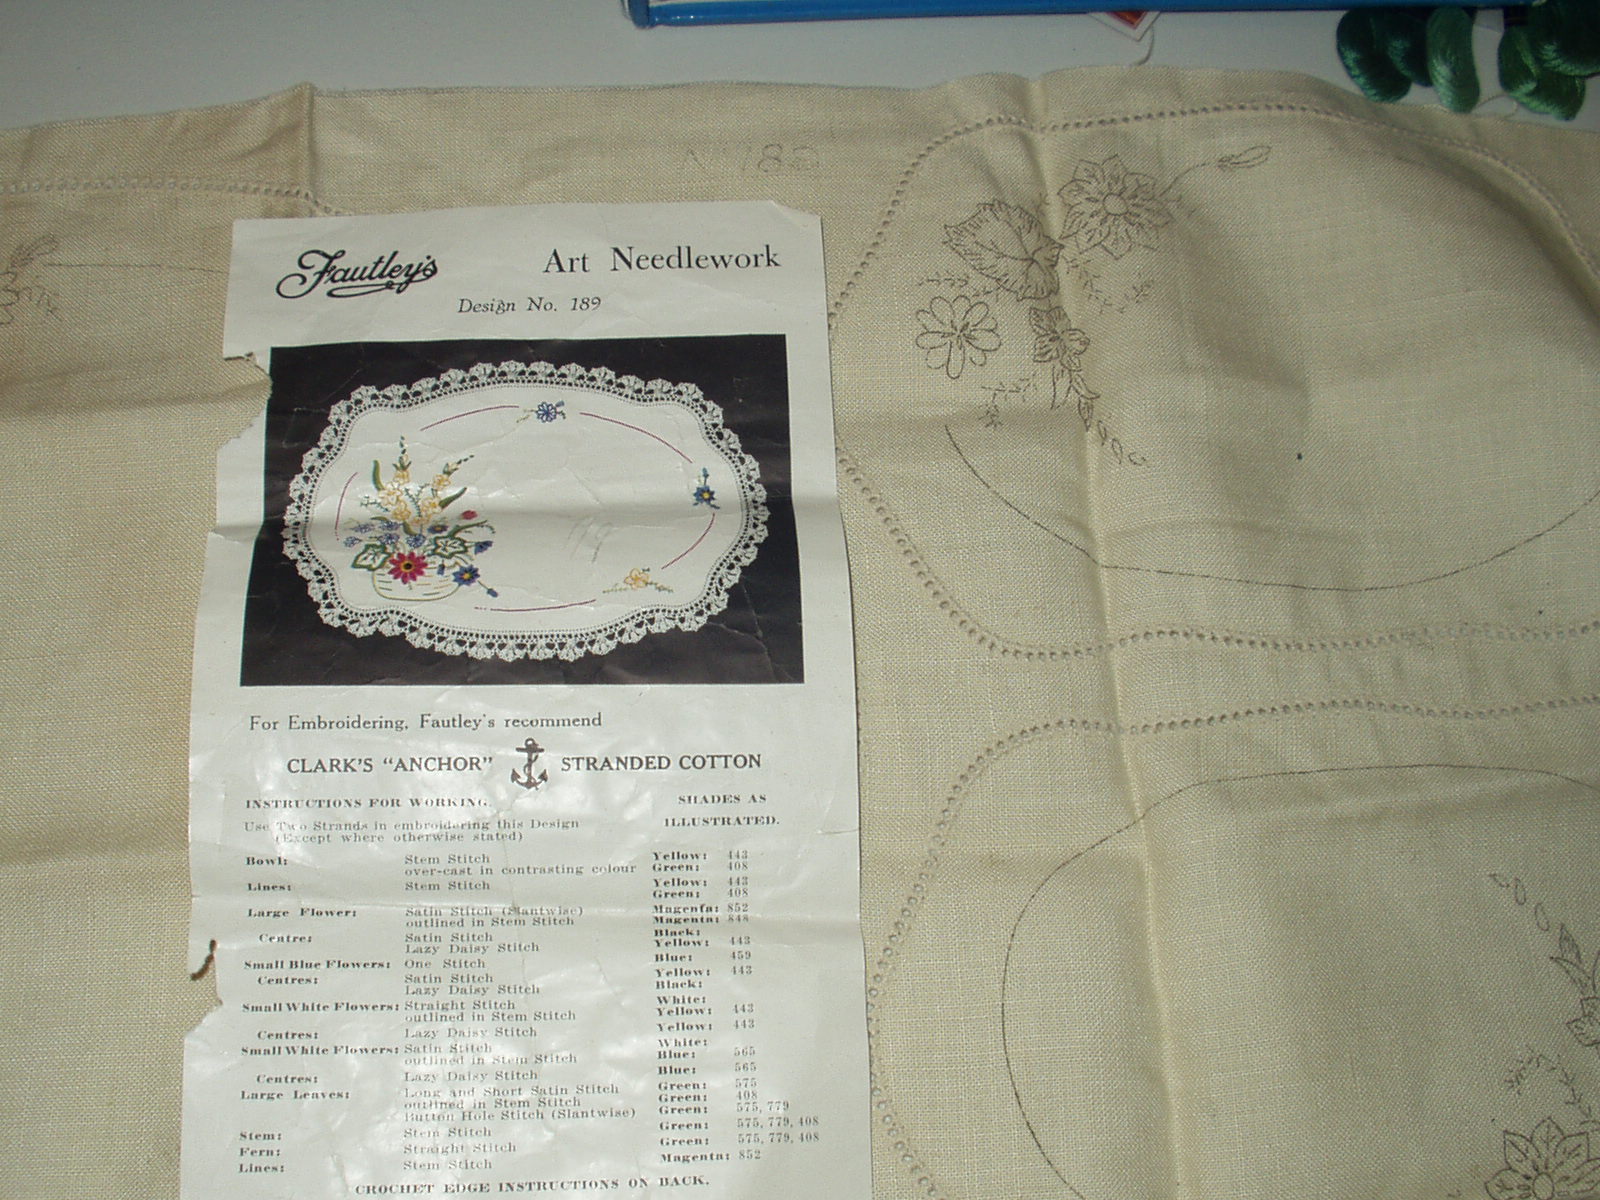 No 182
Fautley's Art Needlework
Design No. 189
For Embroidering, Fautley's recommend
CLARK'S "ANCHOR" STRANDED COTTON
INSTRUCTIONS FOR WORKING. SHADES AS
ILLUSTRATED.
Use Two Strands in embroidering this Design
(Except where otherwise stated)
Bowl: Stem Stitch Yellow: 443
over-cast in contrasting colour Green: 408
Lines: Stem Stitch Yellow: 443
Green: 408
Large Flower: Satin Stitch (Slantwise) Magenta: 852
outlined in Stem Stitch Magenta: 848
Black:
Centre: Satin Stitch Yellow: 443
Lazy Daisy Stitch
Small Blue Flowers: One Stitch Blue: 459
Centres: Satin Stitch Yellow: 443
Lazy Daisy Stitch Black:
Small White Flowers: Straight Stitch White:
outlined in Stem Stitch Yellow: 443
Centres: Lazy Daisy Stitch Yellow: 443
Small White Flowers: Satin Stitch White:
outlined in Stem Stitch Blue: 565
Centres: Lazy Daisy Stitch Blue: 565
Large Leaves: Long and Short Satin Stitch Green: 575
outlined in Stem Stitch Green: 408
Button Hole Stitch (Slantwise) Green: 575, 779
Stem: Stem Stitch Green: 575, 779, 408
Fern: Straight Stitch Green: 575, 779, 408
Lines: Stem Stitch Magenta: 852
CROCHET EDGE INSTRUCTIONS ON BACK.